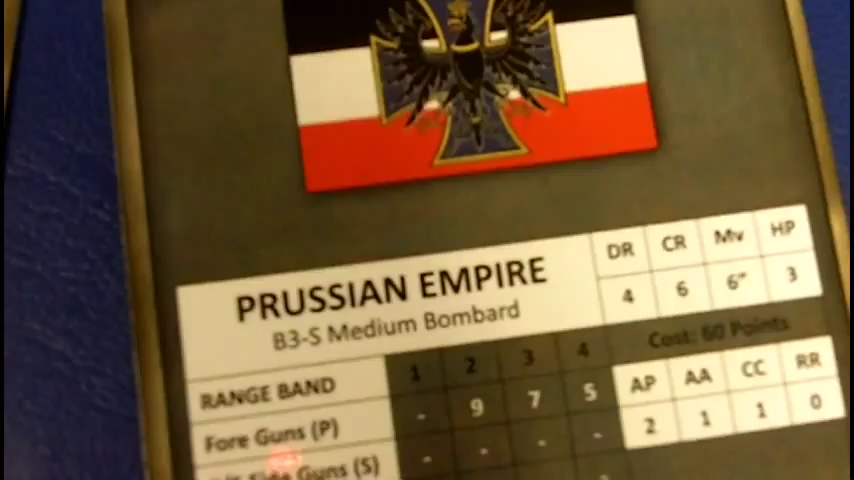 PRUSSIAN EMPIRE
B3-S Medium Bombard
DR CR Mv HP
4 6 6" 3
Cost: 60 Points
RANGE BAND 1 2 3 4
Fore Guns (P) - 9 7 5
Side Guns (S) - - - -
AP AA CC RR
2 1 1 0